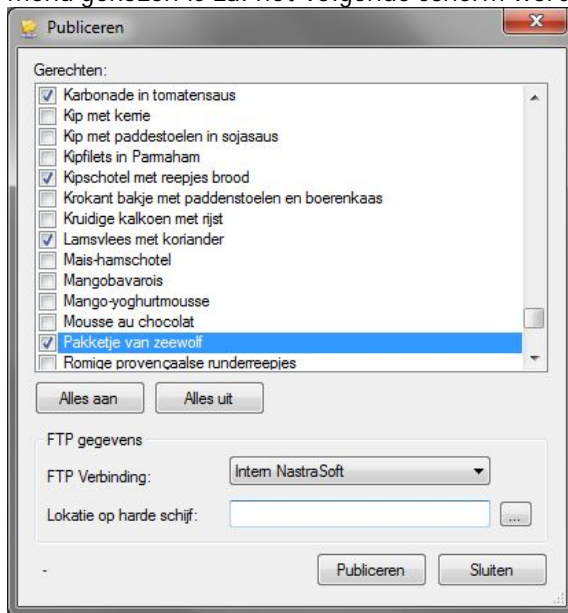 Publiceren
Gerechten:
Karbonade in tomatensaus
Kip met kerrie
Kip met paddestoelen in sojasaus
Kipfilets in Parmaham
Kipschotel met reepjes brood
Krokant bakje met paddenstoelen en boerenkaas
Kruidige kalkoen met rijst
Lamsvlees met koriander
Mais-hamschotel
Mangobavarois
Mango-yoghurtmousse
Mousse au chocolat
Pakketje van zeewolf
Romige provençaalse runderreepjes
Alles aan Alles uit
FTP gegevens
FTP Verbinding: Intern NastraSoft
Lokatie op harde schijf: ...
- Publiceren Sluiten